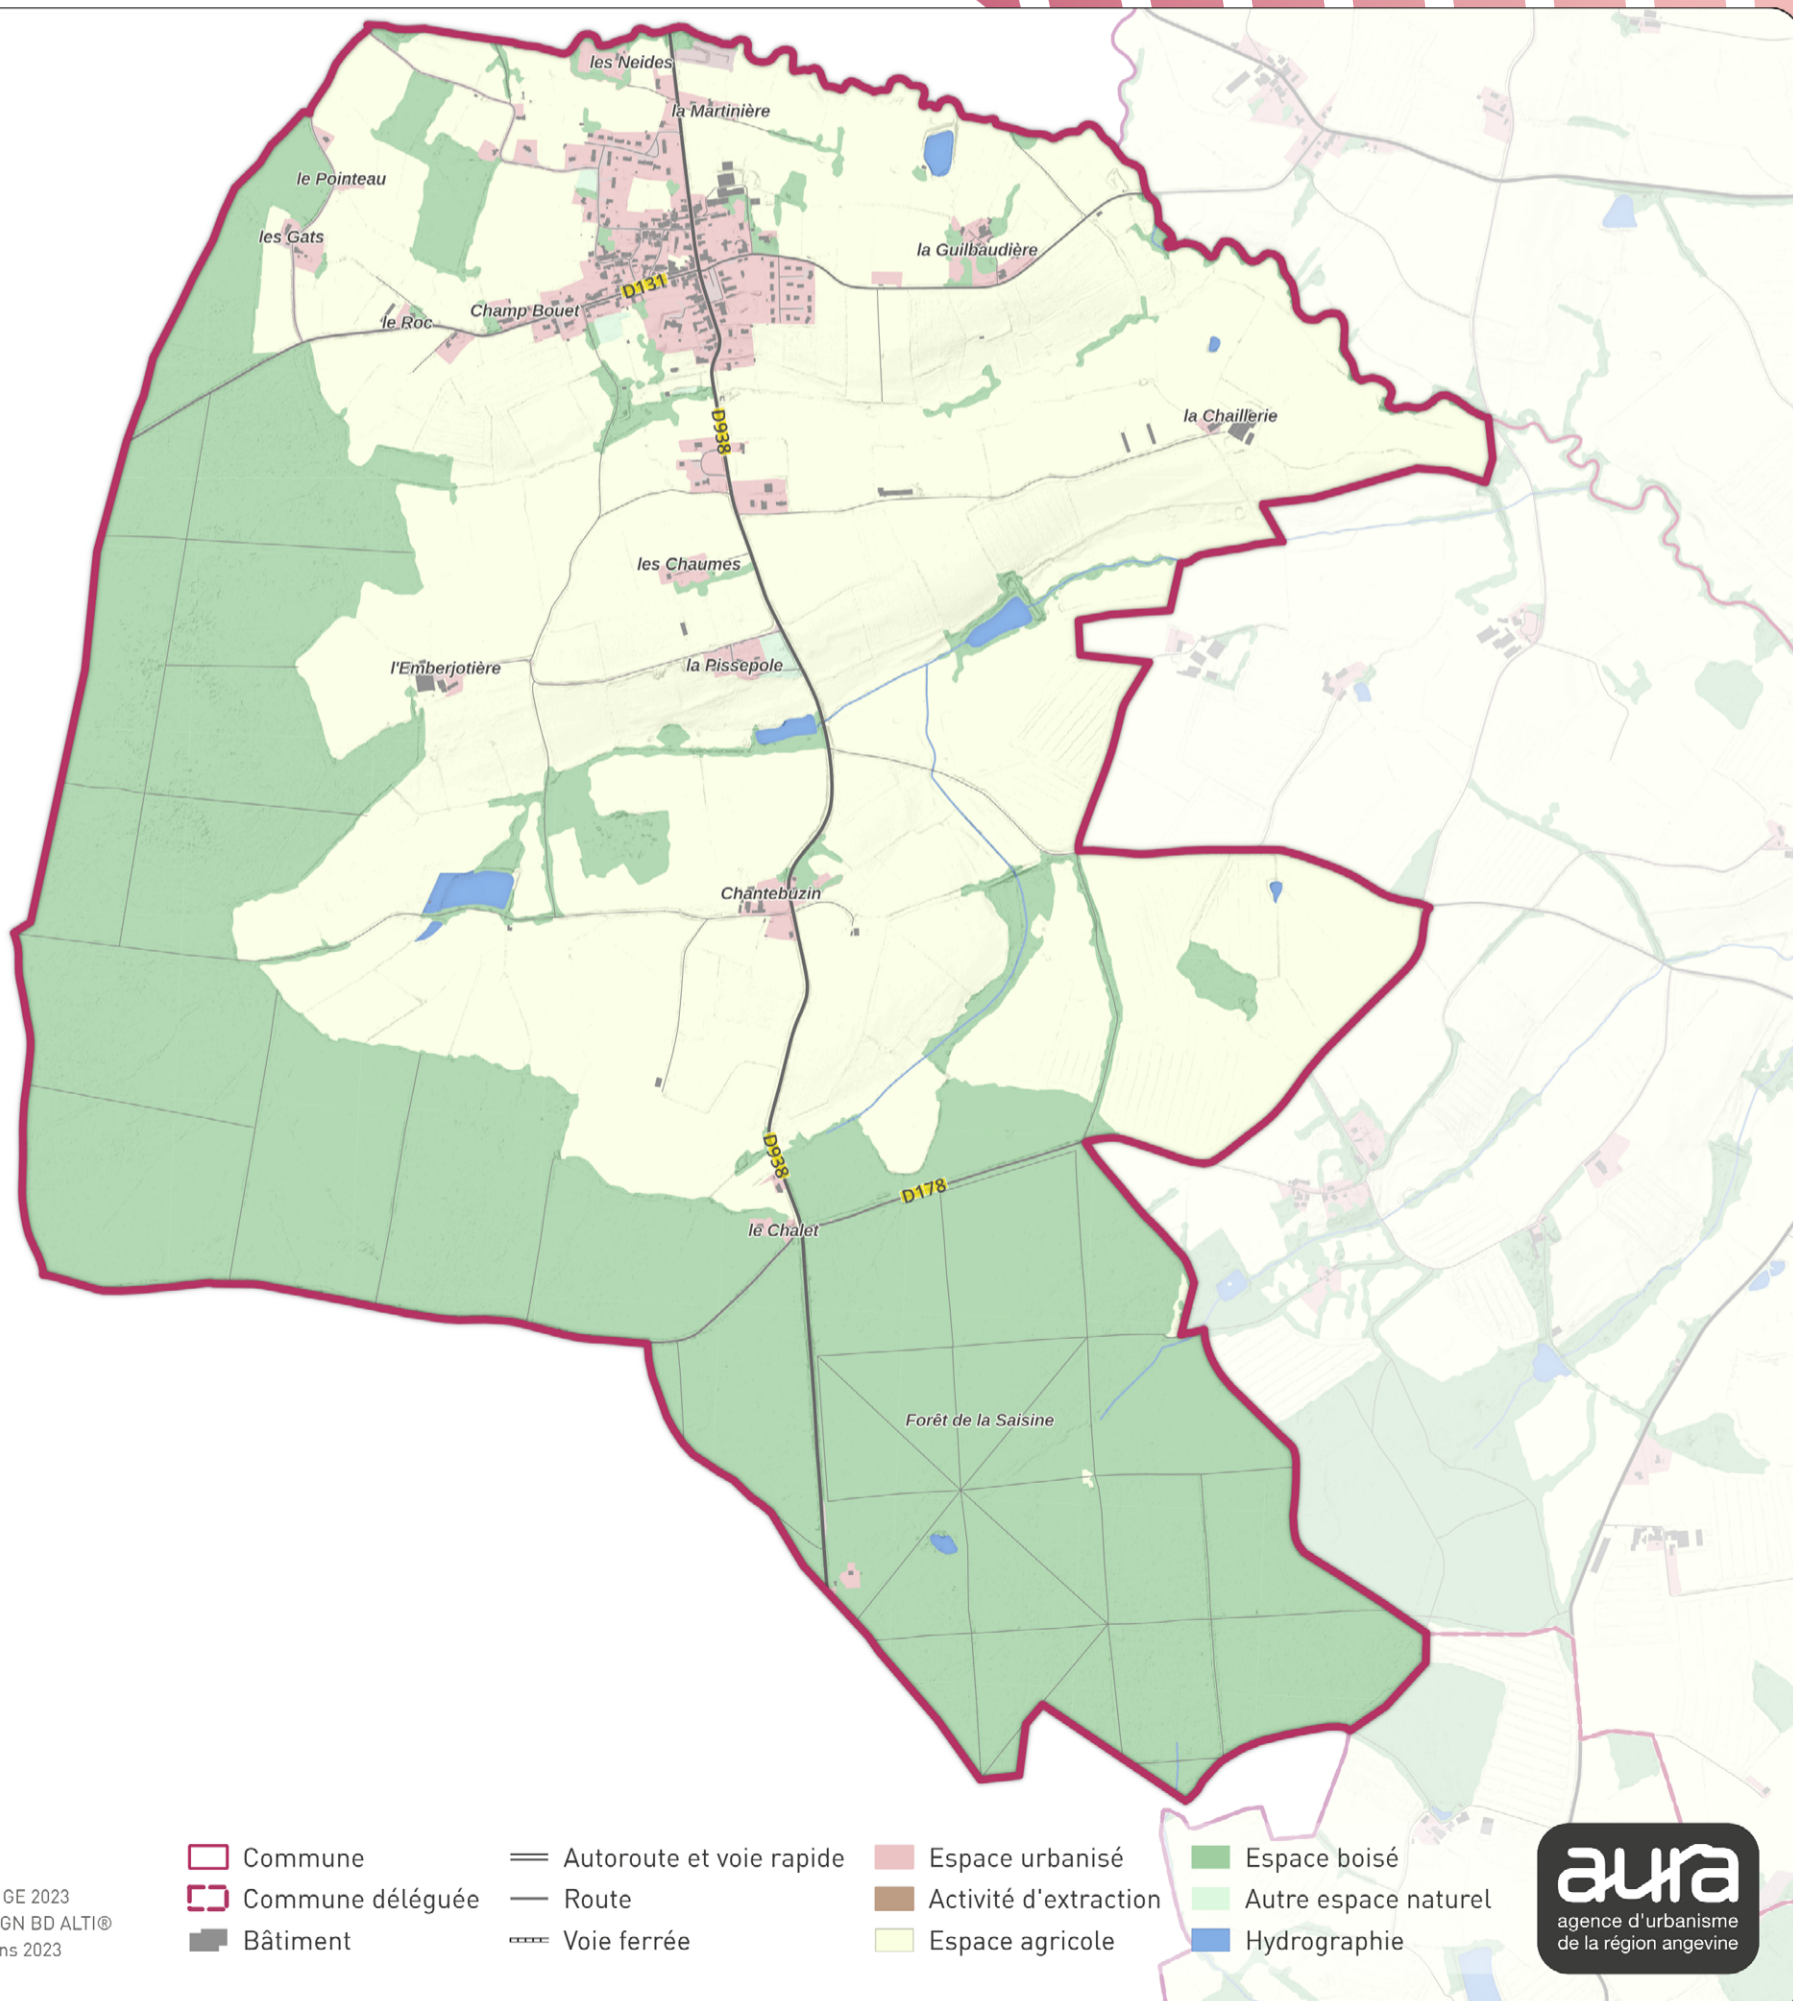 les Neides
la Martinière
le Pointeau
les Gats
la Guilbaudière
D131
Champ Bouet
le Roc
la Chaillerie
D938
les Chaumes
la Pissepole
l'Emberjotière
Chantebuzin
D938
D178
le Chalet
Forêt de la Saisine
GE 2023
GN BD ALTI®
ns 2023
Commune
Commune déléguée
Bâtiment
Autoroute et voie rapide
Route
Voie ferrée
Espace urbanisé
Activité d'extraction
Espace agricole
Espace boisé
Autre espace naturel
Hydrographie
aura
agence d'urbanisme
de la région angevine